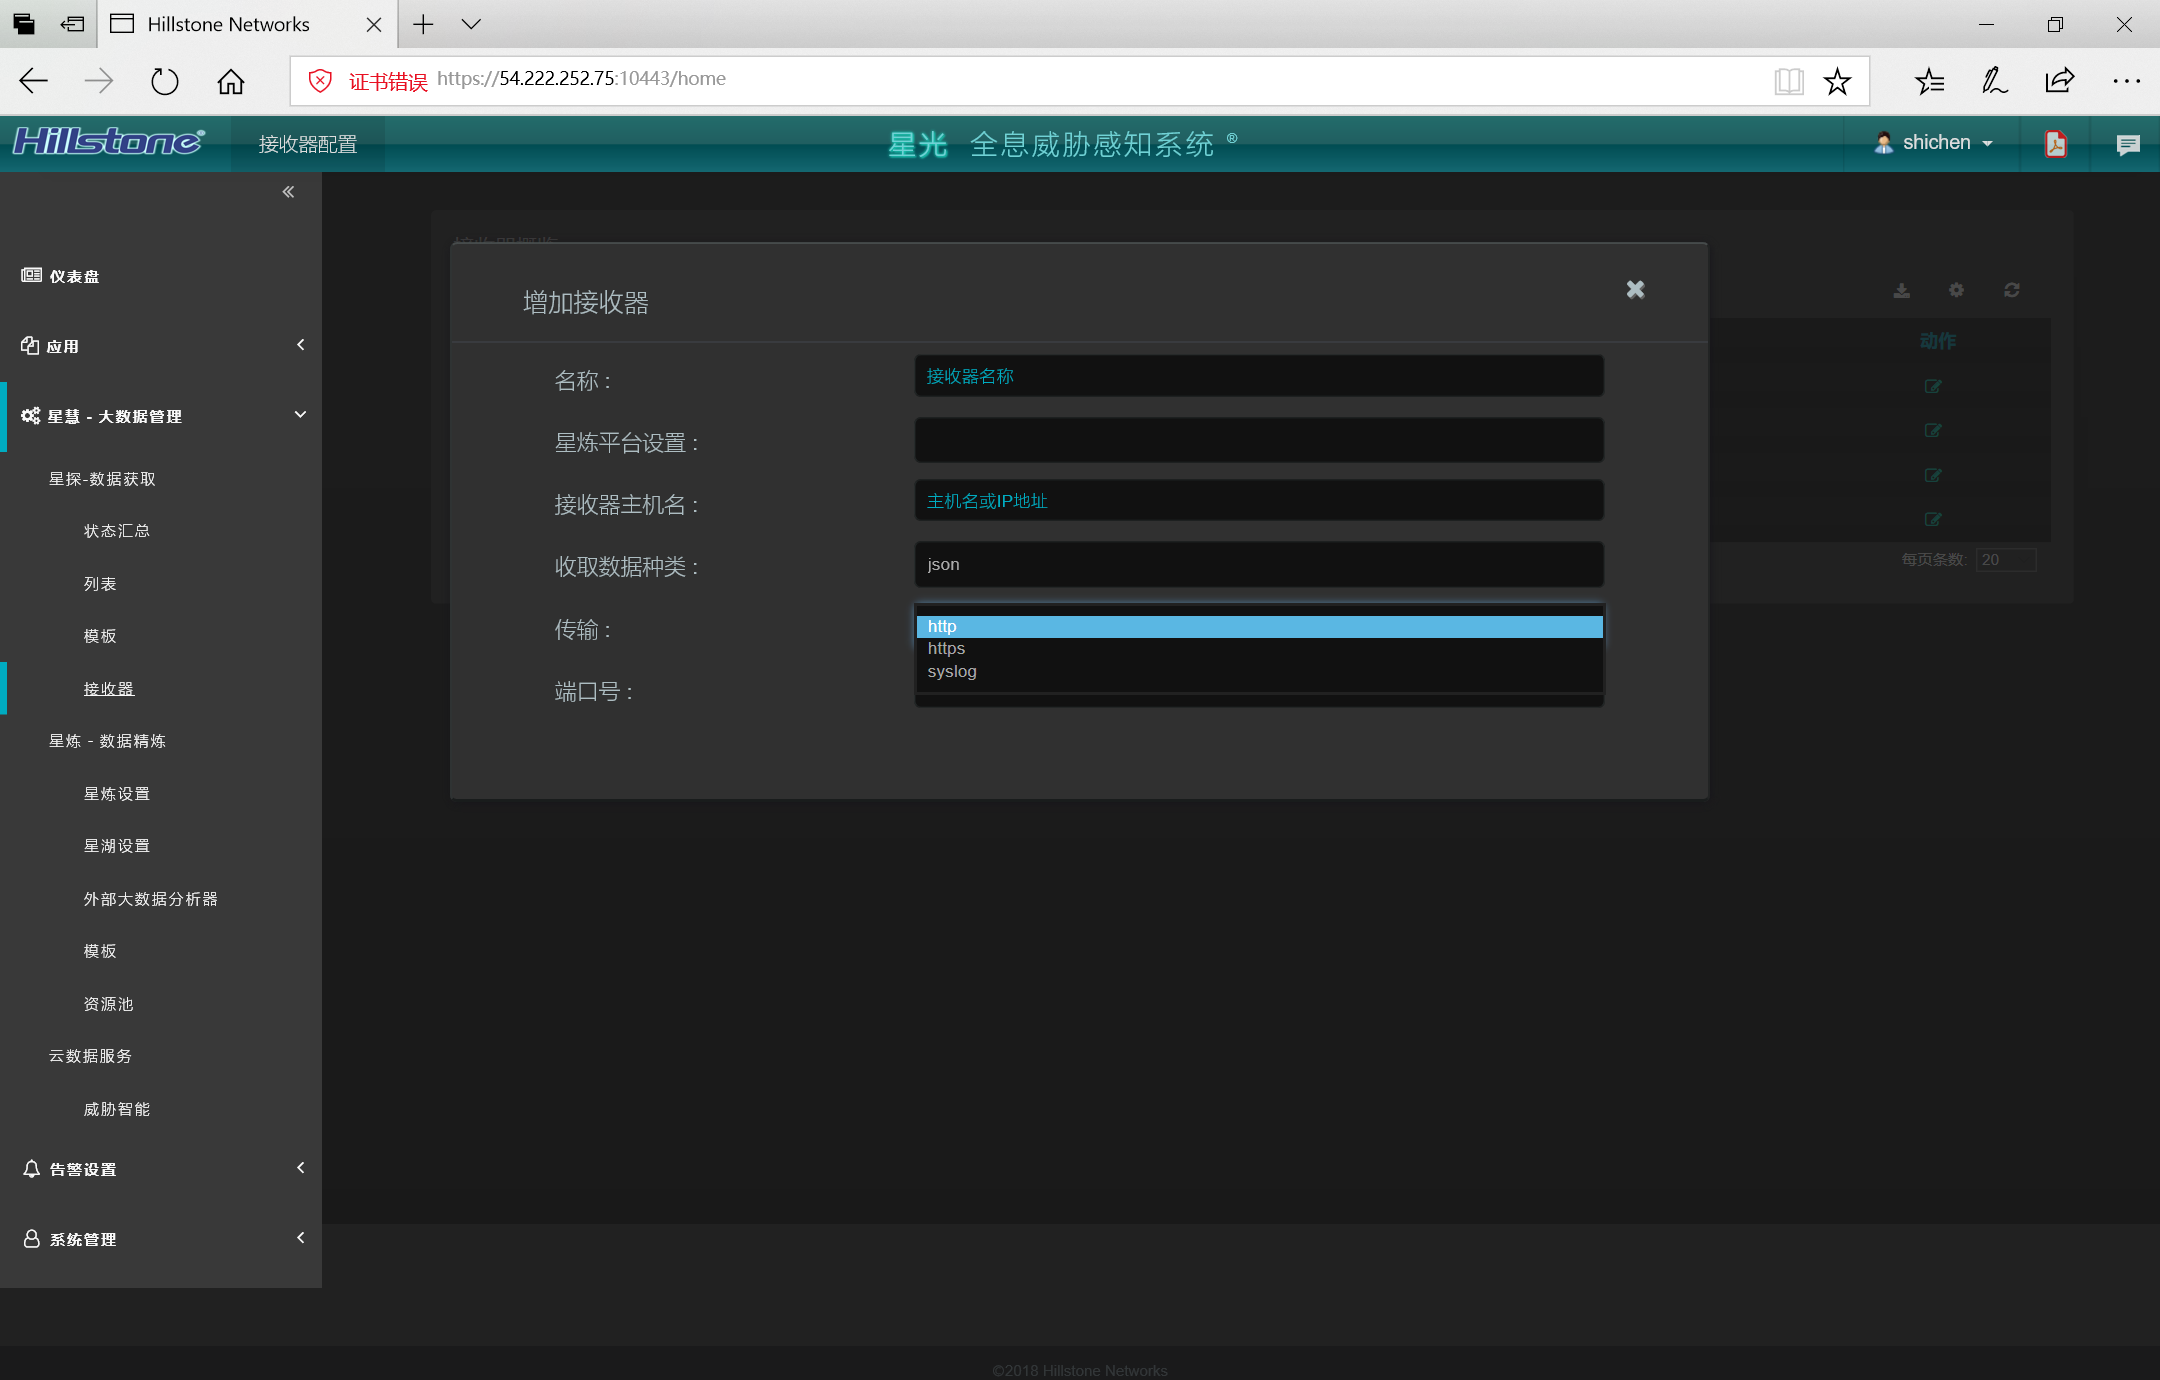 Hillstone Networks
证书错误 https://54.222.252.75:10443/home
Hillstone® 接收器配置 星光 全息威胁感知系统 ® shichen
仪表盘
应用
星慧 - 大数据管理
星探-数据获取
状态汇总
列表
模板
接收器
星炼 - 数据精炼
星炼设置
星湖设置
外部大数据分析器
模板
资源池
云数据服务
威胁智能
告警设置
系统管理
增加接收器
名称 : 接收器名称
星炼平台设置 :
接收器主机名 : 主机名或IP地址
收取数据种类 : json
传输 : http
https
syslog
端口号 :
动作
每页条数: 20
©2018 Hillstone Networks